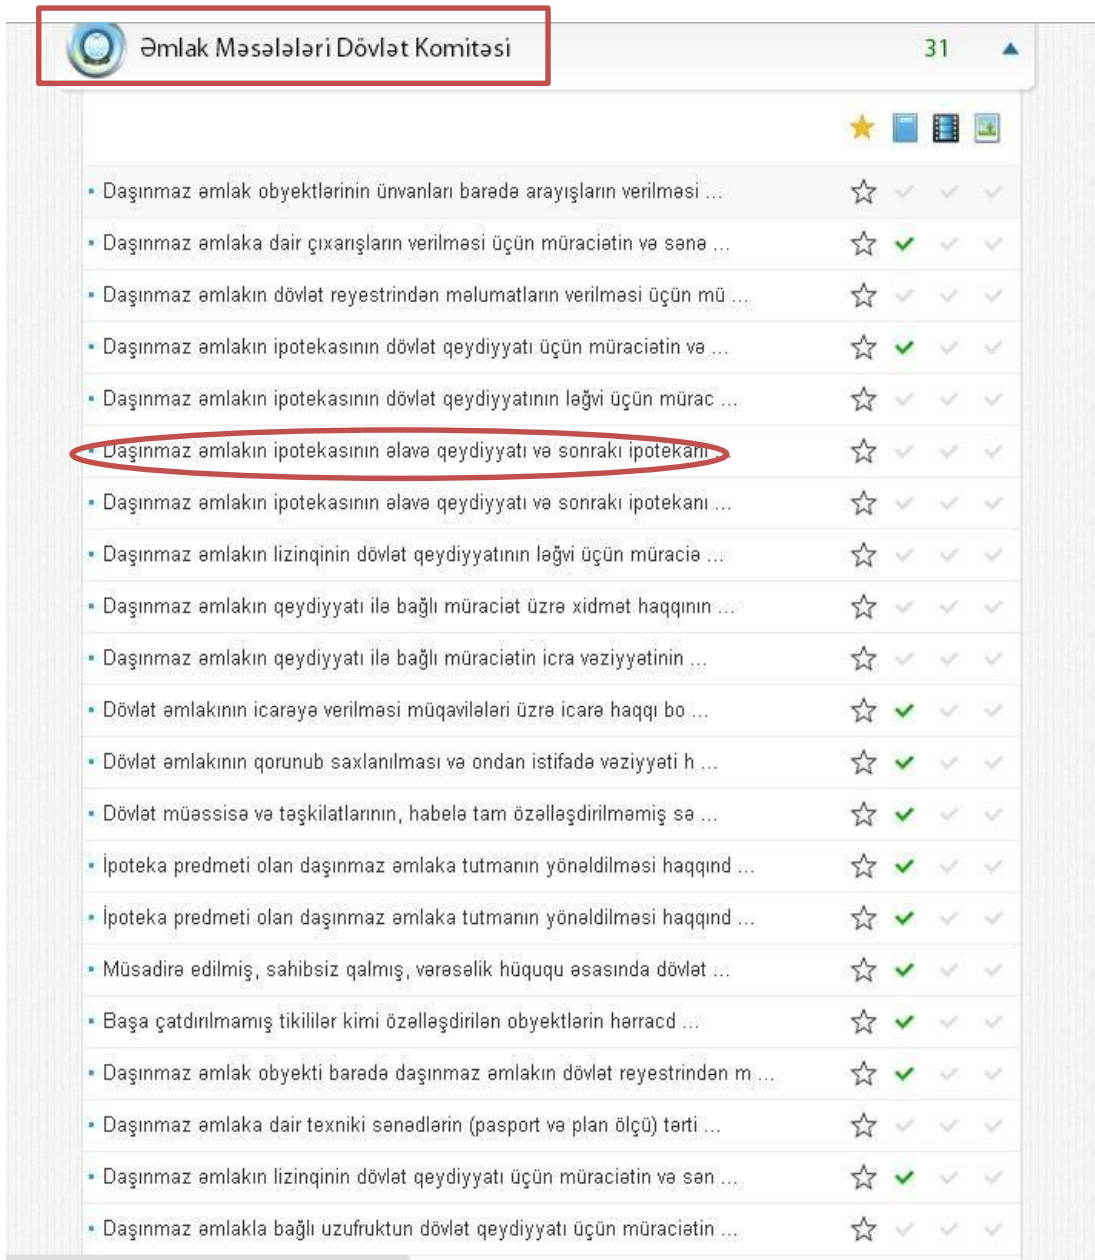 Əmlak Məsələləri Dövlət Komitəsi 31
Daşınmaz əmlak obyektlərinin ünvanları barədə arayışların verilməsi ...
Daşınmaz əmlaka dair çıxarışların verilməsi üçün müraciətin və sənə ...
Daşınmaz əmlakın dövlət reyestrindən məlumatların verilməsi üçün mü ...
Daşınmaz əmlakın ipotekasının dövlət qeydiyyatı üçün müraciətin və ...
Daşınmaz əmlakın ipotekasının dövlət qeydiyyatının ləğvi üçün mürac ...
Daşınmaz əmlakın ipotekasının əlavə qeydiyyatı və sonrakı ipotekanı ...
Daşınmaz əmlakın ipotekasının əlavə qeydiyyatı və sonrakı ipotekanı ...
Daşınmaz əmlakın lizinqinin dövlət qeydiyyatının ləğvi üçün müraciə ...
Daşınmaz əmlakın qeydiyyatı ilə bağlı müraciət üzrə xidmət haqqının ...
Daşınmaz əmlakın qeydiyyatı ilə bağlı müraciətin icra vəziyyətinin ...
Dövlət əmlakının icarəyə verilməsi müqavilələri üzrə icarə haqqı bo ...
Dövlət əmlakının qorunub saxlanılması və ondan istifadə vəziyyəti h ...
Dövlət müəssisə və təşkilatlarının, habelə tam özəlləşdirilməmiş sə ...
İpoteka predmeti olan daşınmaz əmlaka tutmanın yönəldilməsi haqqınd ...
İpoteka predmeti olan daşınmaz əmlaka tutmanın yönəldilməsi haqqınd ...
Müsadirə edilmiş, sahibsiz qalmış, vərəsəlik hüququ əsasında dövlət ...
Başa çatdırılmamış tikililər kimi özəlləşdirilən obyektlərin hərracd ...
Daşınmaz əmlak obyekti barədə daşınmaz əmlakın dövlət reyestrindən m ...
Daşınmaz əmlaka dair texniki sənədlərin (pasport və plan ölçü) tərti ...
Daşınmaz əmlakın lizinqinin dövlət qeydiyyatı üçün müraciətin və sən ...
Daşınmaz əmlakla bağlı uzufruktun dövlət qeydiyyatı üçün müraciətin ...